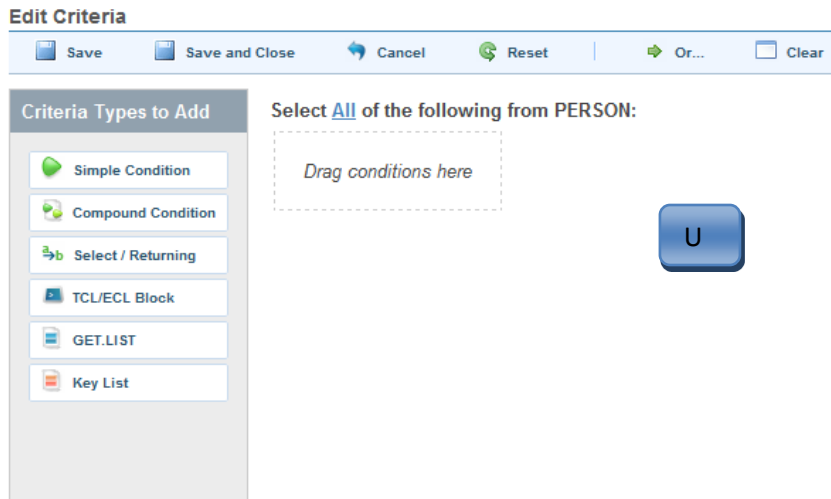 Edit Criteria
Save Save and Close Cancel Reset Or... Clear
Criteria Types to Add
Simple Condition
Compound Condition
a b Select / Returning
TCL/ECL Block
GET.LIST
Key List
Select All of the following from PERSON:
Drag conditions here
U